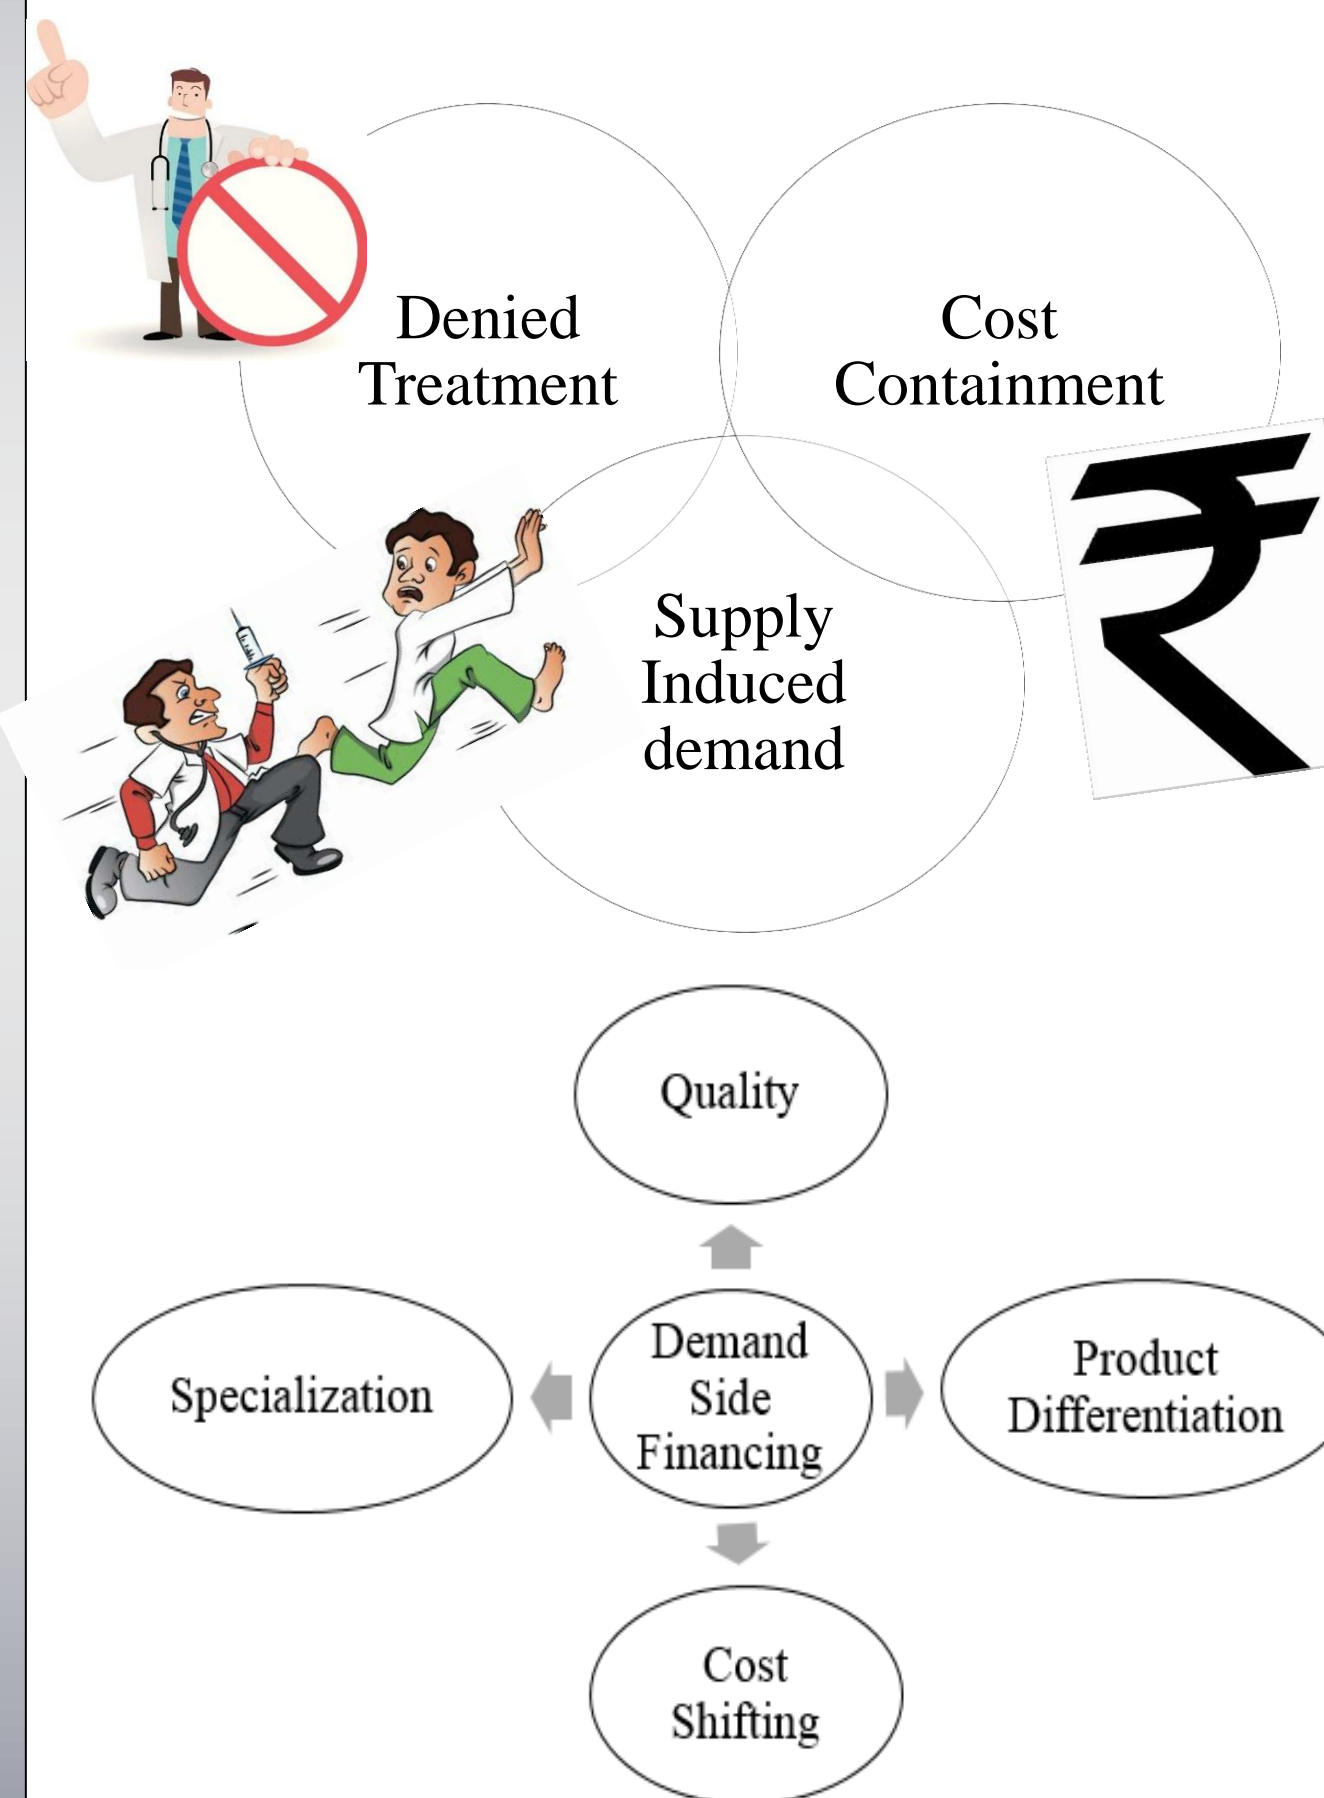 Denied
Treatment
Cost
Containment
₹
Supply
Induced
demand
Quality
Specialization
Demand
Side
Financing
Product
Differentiation
Cost
Shifting